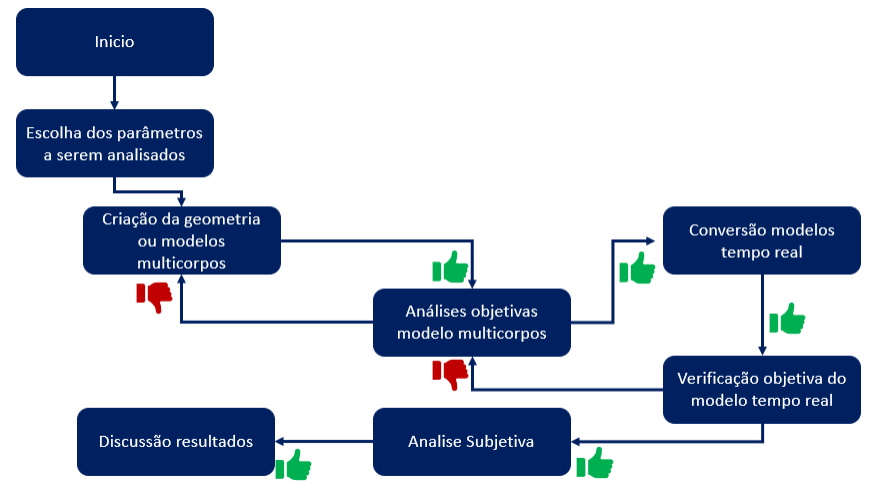 Inicio
Escolha dos parâmetros
a serem analisados
Criação da geometria
ou modelos
multicorpos
Análises objetivas
modelo multicorpos
Conversão modelos
tempo real
Verificação objetiva do
modelo tempo real
Analise Subjetiva
Discussão resultados